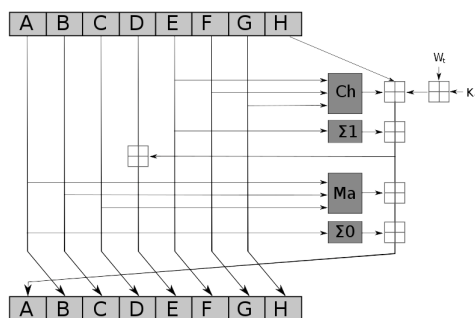 A B C D E F G H
Wt
Ch
K
Σ1
Ma
Σ0
A B C D E F G H